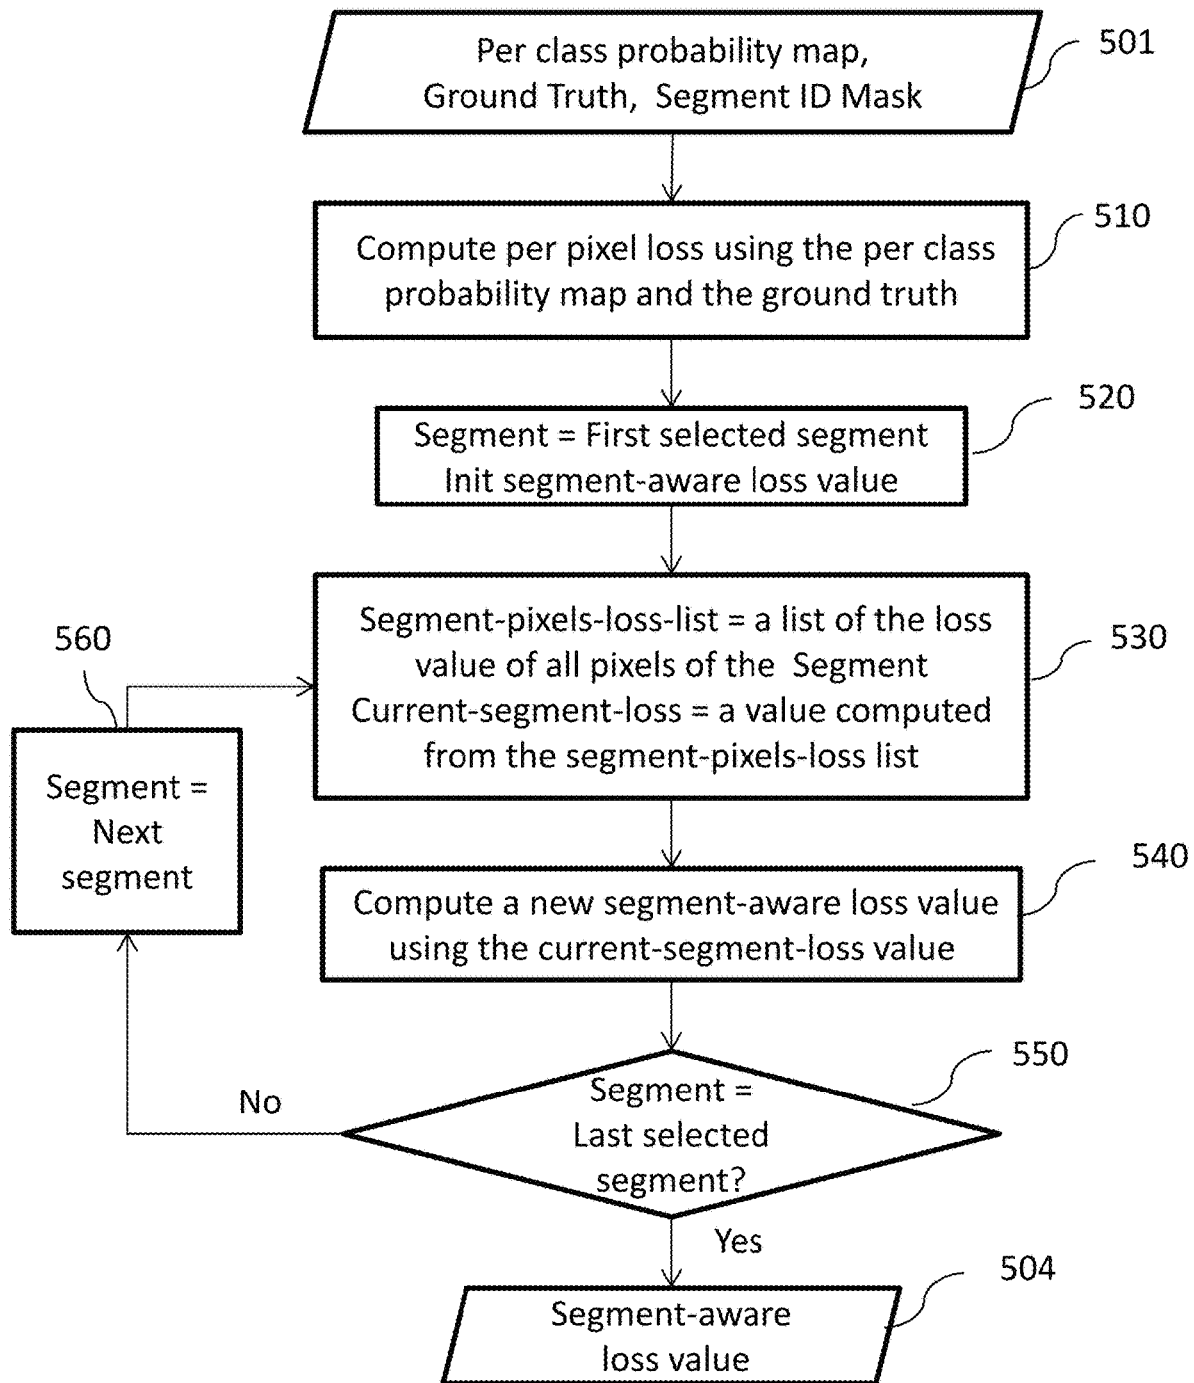 Per class probability map,
Ground Truth, Segment ID Mask
501
Compute per pixel loss using the per class
probability map and the ground truth
510
Segment = First selected segment
Init segment-aware loss value
520
Segment-pixels-loss-list = a list of the loss
value of all pixels of the Segment
Current-segment-loss = a value computed
from the segment-pixels-loss list
530
560
Segment =
Next
segment
Compute a new segment-aware loss value
using the current-segment-loss value
540
Segment =
Last selected
segment?
550
No
Yes
Segment-aware
loss value
504